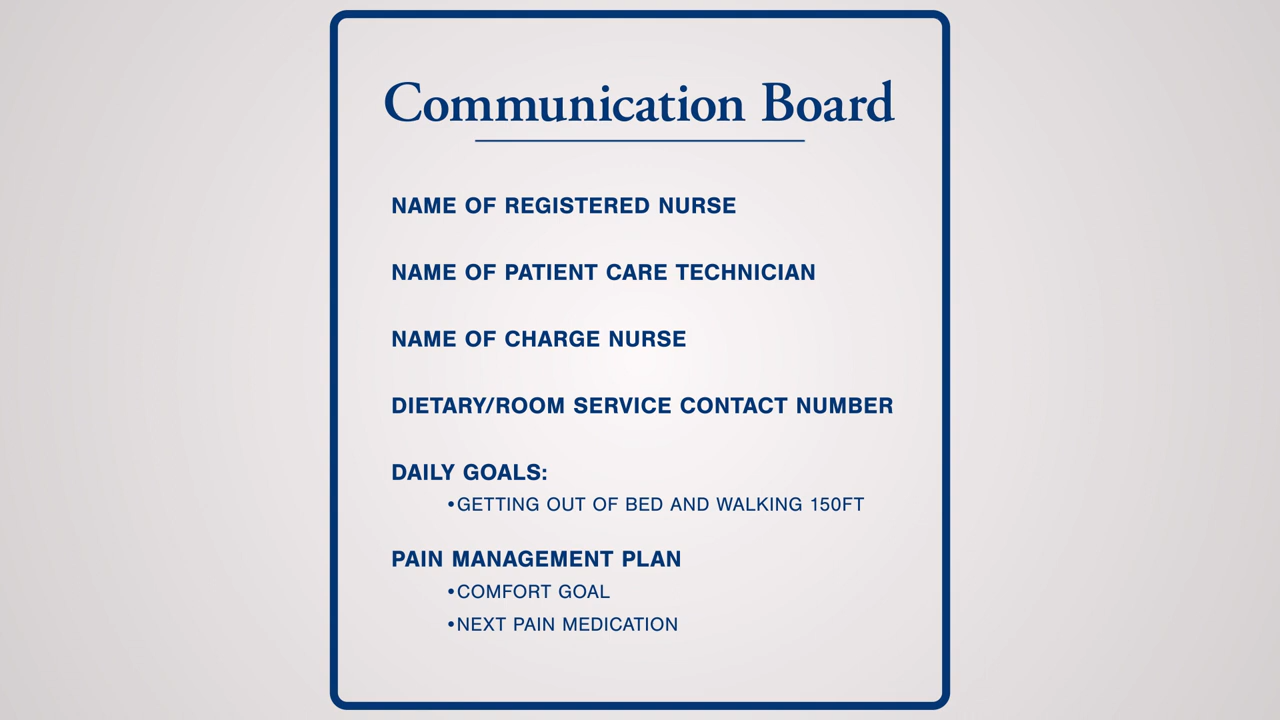 Communication Board
NAME OF REGISTERED NURSE
NAME OF PATIENT CARE TECHNICIAN
NAME OF CHARGE NURSE
DIETARY/ROOM SERVICE CONTACT NUMBER
DAILY GOALS:
•GETTING OUT OF BED AND WALKING 150FT
PAIN MANAGEMENT PLAN
•COMFORT GOAL
•NEXT PAIN MEDICATION